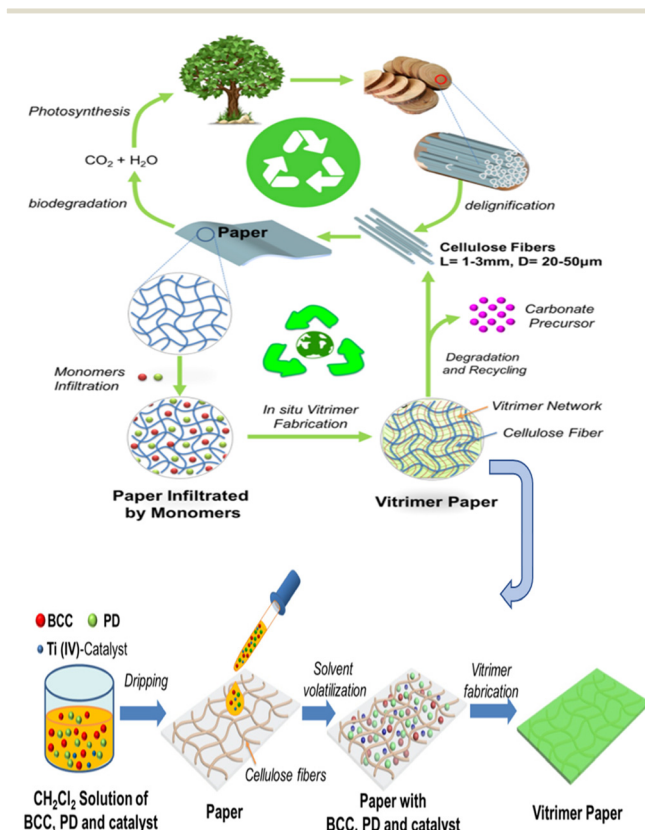 Photosynthesis
CO₂ + H₂O
biodegradation
delignification
Paper
Cellulose Fibers
L= 1-3mm, D= 20-50µm
Carbonate
Precursor
Monomers
Infiltration
Degradation
and Recycling
In situ Vitrimer
Fabrication
Vitrimer Network
Cellulose Fiber
Paper Infiltrated
by Monomers
Vitrimer Paper
BCC PD
Ti (IV)-Catalyst
Dripping
Solvent
volatilization
Vitrimer
fabrication
Cellulose fibers
CH₂Cl₂ Solution of
BCC, PD and catalyst
Paper
Paper with
BCC, PD and catalyst
Vitrimer Paper